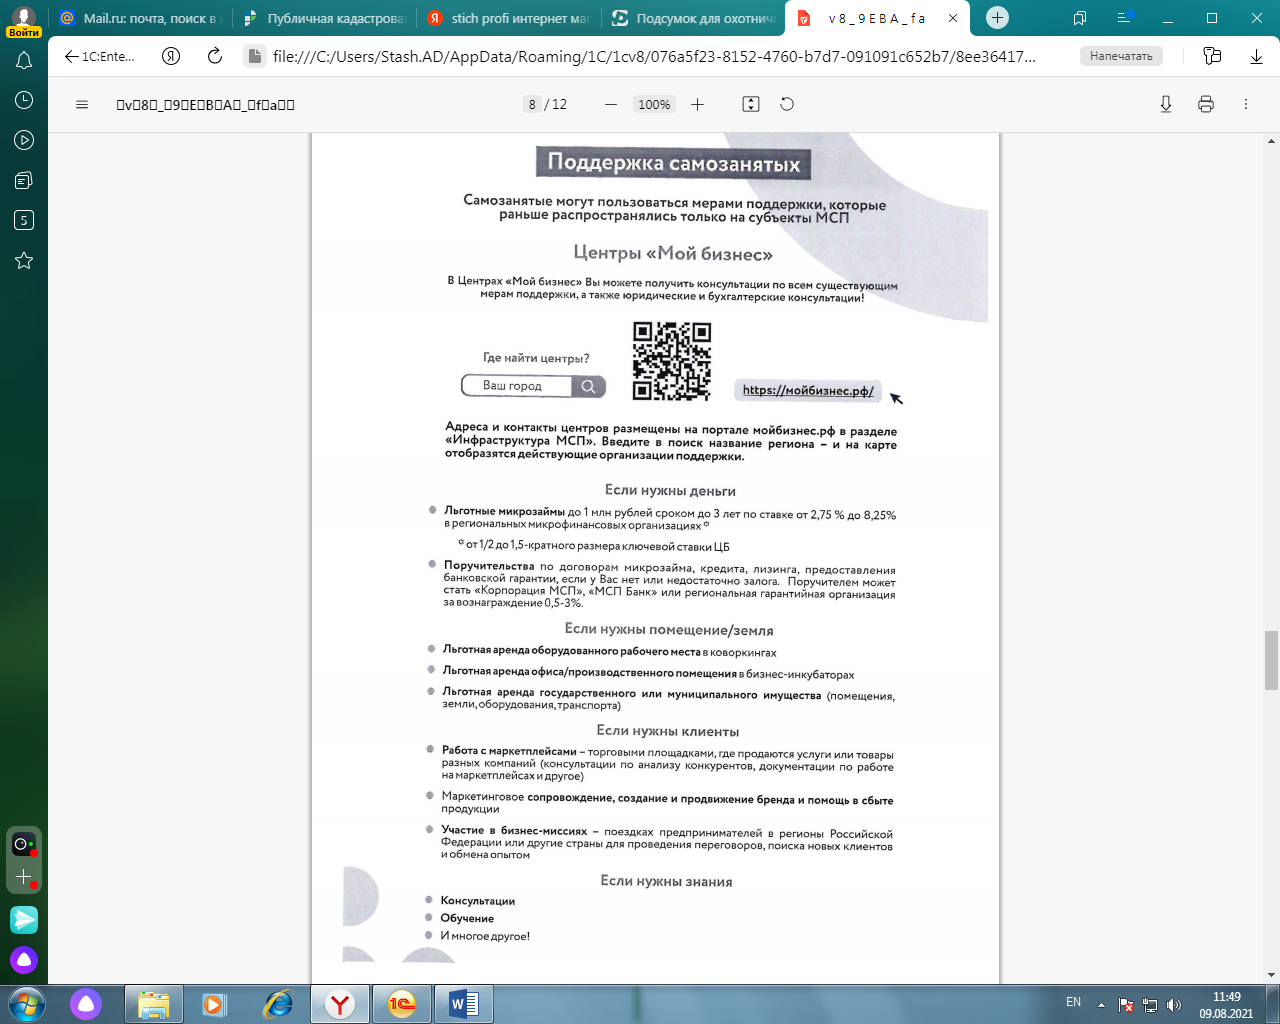 Войти
Mail.ru: почта, поиск в
Публичная кадастрова
stich profi интернет ма
Подсумок для охотнич
v 8 _ 9 E B A _ f a
1C:Ente...
file:///C:/Users/Stash.AD/AppData/Roaming/1C/1cv8/076a5f23-8152-4760-b7d7-091091c652b7/8ee36417...
Напечатать
v 8 _ 9 E B A _ f a
8 / 12
100%
5
Поддержка самозанятых
Самозанятые могут пользоваться мерами поддержки, которые
раньше распространялись только на субъекты МСП
Центры «Мой бизнес»
В Центрах «Мой бизнес» Вы можете получить консультации по всем существующим
мерам поддержки, а также юридические и бухгалтерские консультации!
Где найти центры?
Ваш город
https://мойбизнес.рф/
Адреса и контакты центров размещены на портале мойбизнес.рф в разделе
«Инфраструктура МСП». Введите в поиск название региона – и на карте
отобразятся действующие организации поддержки.
Если нужны деньги
Льготные микрозаймы до 1 млн рублей сроком до 3 лет по ставке от 2,75 % до 8,25%
в региональных микрофинансовых организациях *
* от 1/2 до 1,5-кратного размера ключевой ставки ЦБ
Поручительства по договорам микрозайма, кредита, лизинга, предоставления
банковской гарантии, если у Вас нет или недостаточно залога. Поручителем может
стать «Корпорация МСП», «МСП Банк» или региональная гарантийная организация
за вознаграждение 0,5-3%.
Если нужны помещение/земля
Льготная аренда оборудованного рабочего места в коворкингах
Льготная аренда офиса/производственного помещения в бизнес-инкубаторах
Льготная аренда государственного или муниципального имущества (помещения,
земли, оборудования, транспорта)
Если нужны клиенты
Работа с маркетплейсами – торговыми площадками, где продаются услуги или товары
разных компаний (консультации по анализу конкурентов, документации по работе
на маркетплейсах и другое)
Маркетинговое сопровождение, создание и продвижение бренда и помощь в сбыте
продукции
Участие в бизнес-миссиях – поездках предпринимателей в регионы Российской
Федерации или другие страны для проведения переговоров, поиска новых клиентов
и обмена опытом
Если нужны знания
Консультации
Обучение
И многое другое!
EN
11:49
09.08.2021